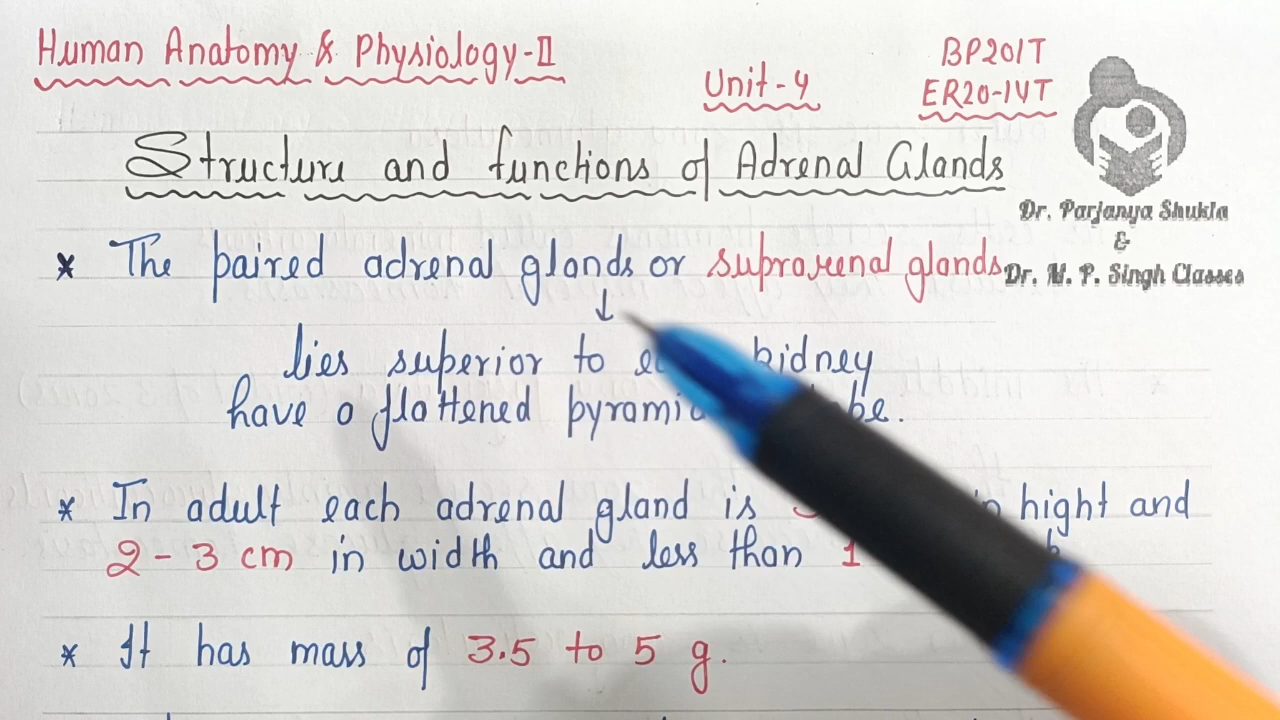 Human Anatomy & Physiology-II
Unit-4
BP201T
ER20-14T
Structure and functions of Adrenal Glands
Dr. Parjanya Shukla
&
Dr. M. P. Singh Classes
* The paired adrenal glands or suprarenal glands
↓
lies superior to kidney
have a flattened
* In adult each adrenal gland is hight and
2-3 cm in width and less than 1
* It has mass of 3.5 to 5 g.